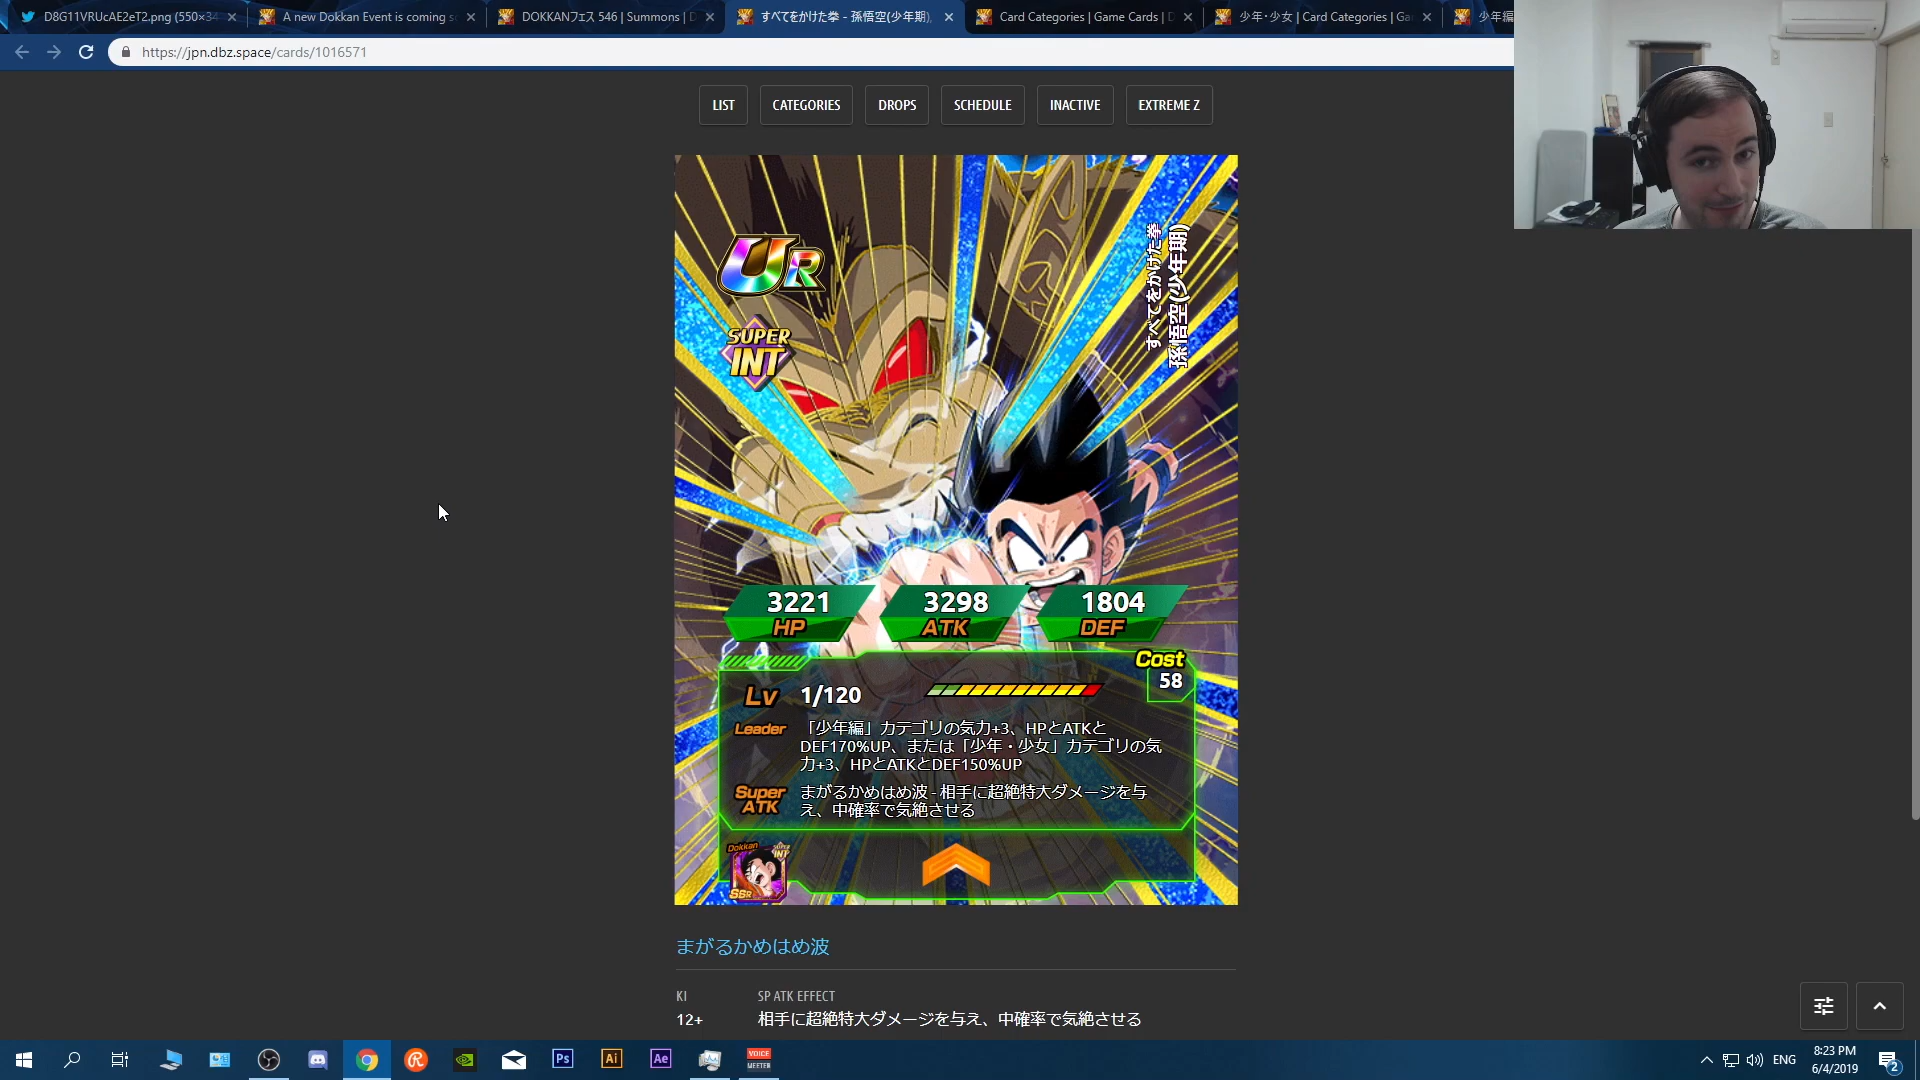 D8G11VRUcAE2eT2.png (550×34
A new Dokkan Event is coming s
DOKKANフェス 546 | Summons | D
すべてをかけた拳 - 孫悟空(少年期),
Card Categories | Game Cards | D
少年・少女 | Card Categories | Ga
少年編
https://jpn.dbz.space/cards/1016571
LIST
CATEGORIES
DROPS
SCHEDULE
INACTIVE
EXTREME Z
UR
SUPER
INT
すべてをかけた拳
孫悟空(少年期)
3221
HP
3298
ATK
1804
DEF
Cost
58
Lv
1/120
Leader
「少年編」カテゴリの気力+3、HPとATKと
DEF170%UP、または「少年・少女」カテゴリの気
力+3、HPとATKとDEF150%UP
Super
ATK
まがるかめはめ波 - 相手に超絶特大ダメージを与
え、中確率で気絶させる
Dokkan
SUPER
INT
SSR
まがるかめはめ波
KI
SP ATK EFFECT
12+
相手に超絶特大ダメージを与え、中確率で気絶させる
Ps
Ai
Ae
VOICE
MEETER
ENG
8:23 PM
6/4/2019
2